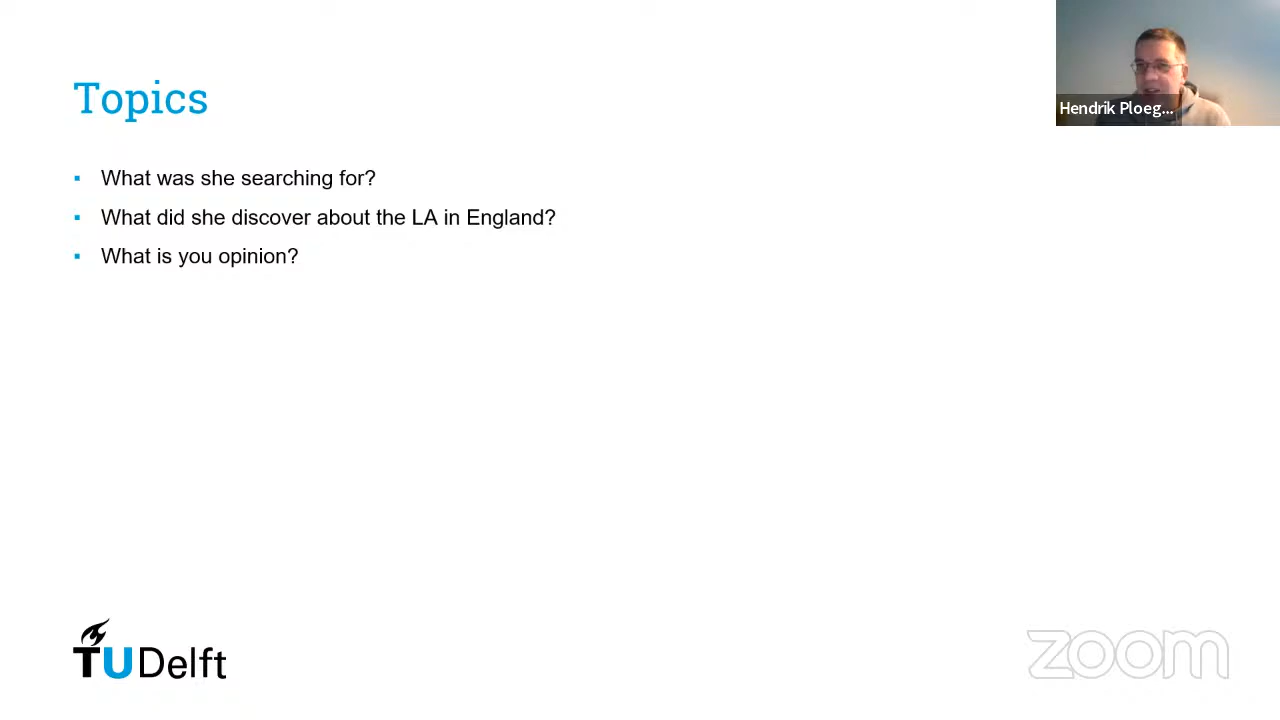 Topics
What was she searching for?
What did she discover about the LA in England?
What is you opinion?
Hendrik Ploeg...
TUDelft
zoom